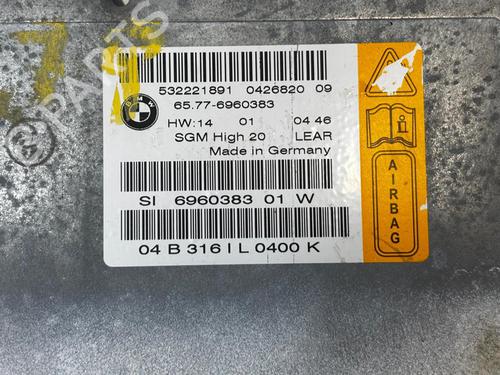 532221891 0426820 09
65.77-6960383
BMW
HW:14 01 04 46
SGM High 20 LEAR
Made in Germany
SI 6960383 01 W
04 B 316 I L 0400 K
AIRBAG
i